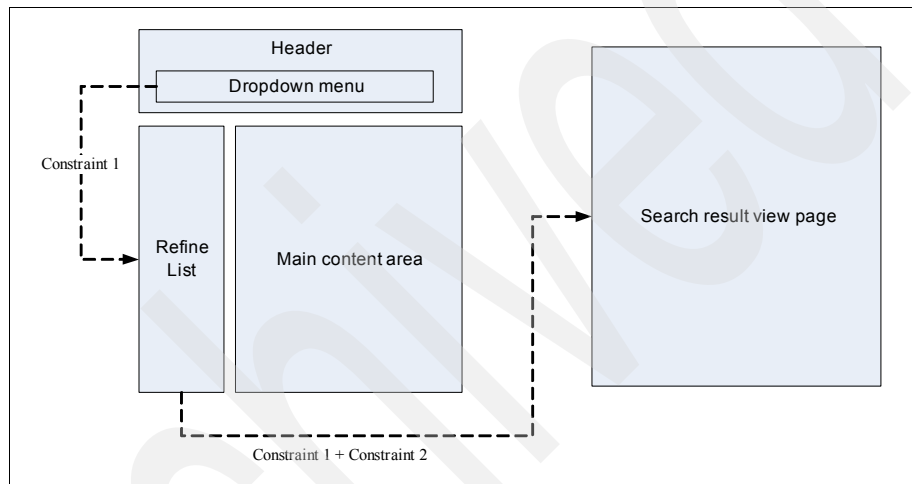 Header
Dropdown menu
Constraint 1
Refine
List
Main content area
Search result view page
Constraint 1 + Constraint 2